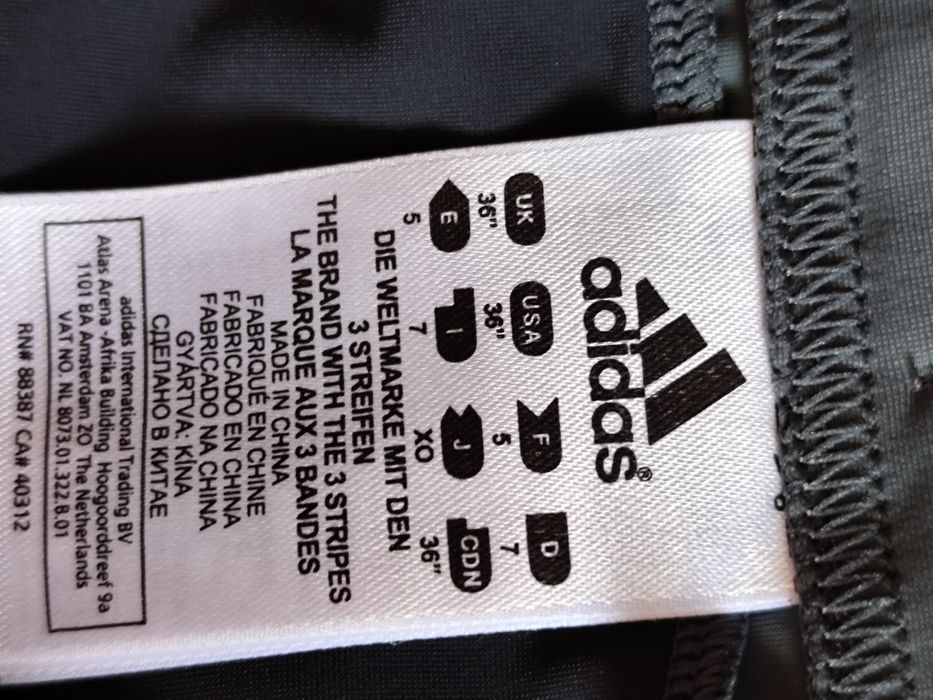 adidas®
UK USA F D
36" 36" 5 7
E I J CDN
5 7 XO 36"
DIE WELTMARKE MIT DEN
3 STREIFEN
THE BRAND WITH THE 3 STRIPES
LA MARQUE AUX 3 BANDES
MADE IN CHINA
FABRIQUÉ EN CHINE
FABRICADO EN CHINA
FABRICADO NA CHINA
GYÁRTVA: KÍNA
СДЕЛАНО В КИТАЕ
adidas International Trading BV
Atlas Arena -Afrika Building Hoogoorddreef 9a
1101 BA Amsterdam ZO The Netherlands
VAT NO. NL 8073.01.322.B.01
RN# 88387 CA# 40312